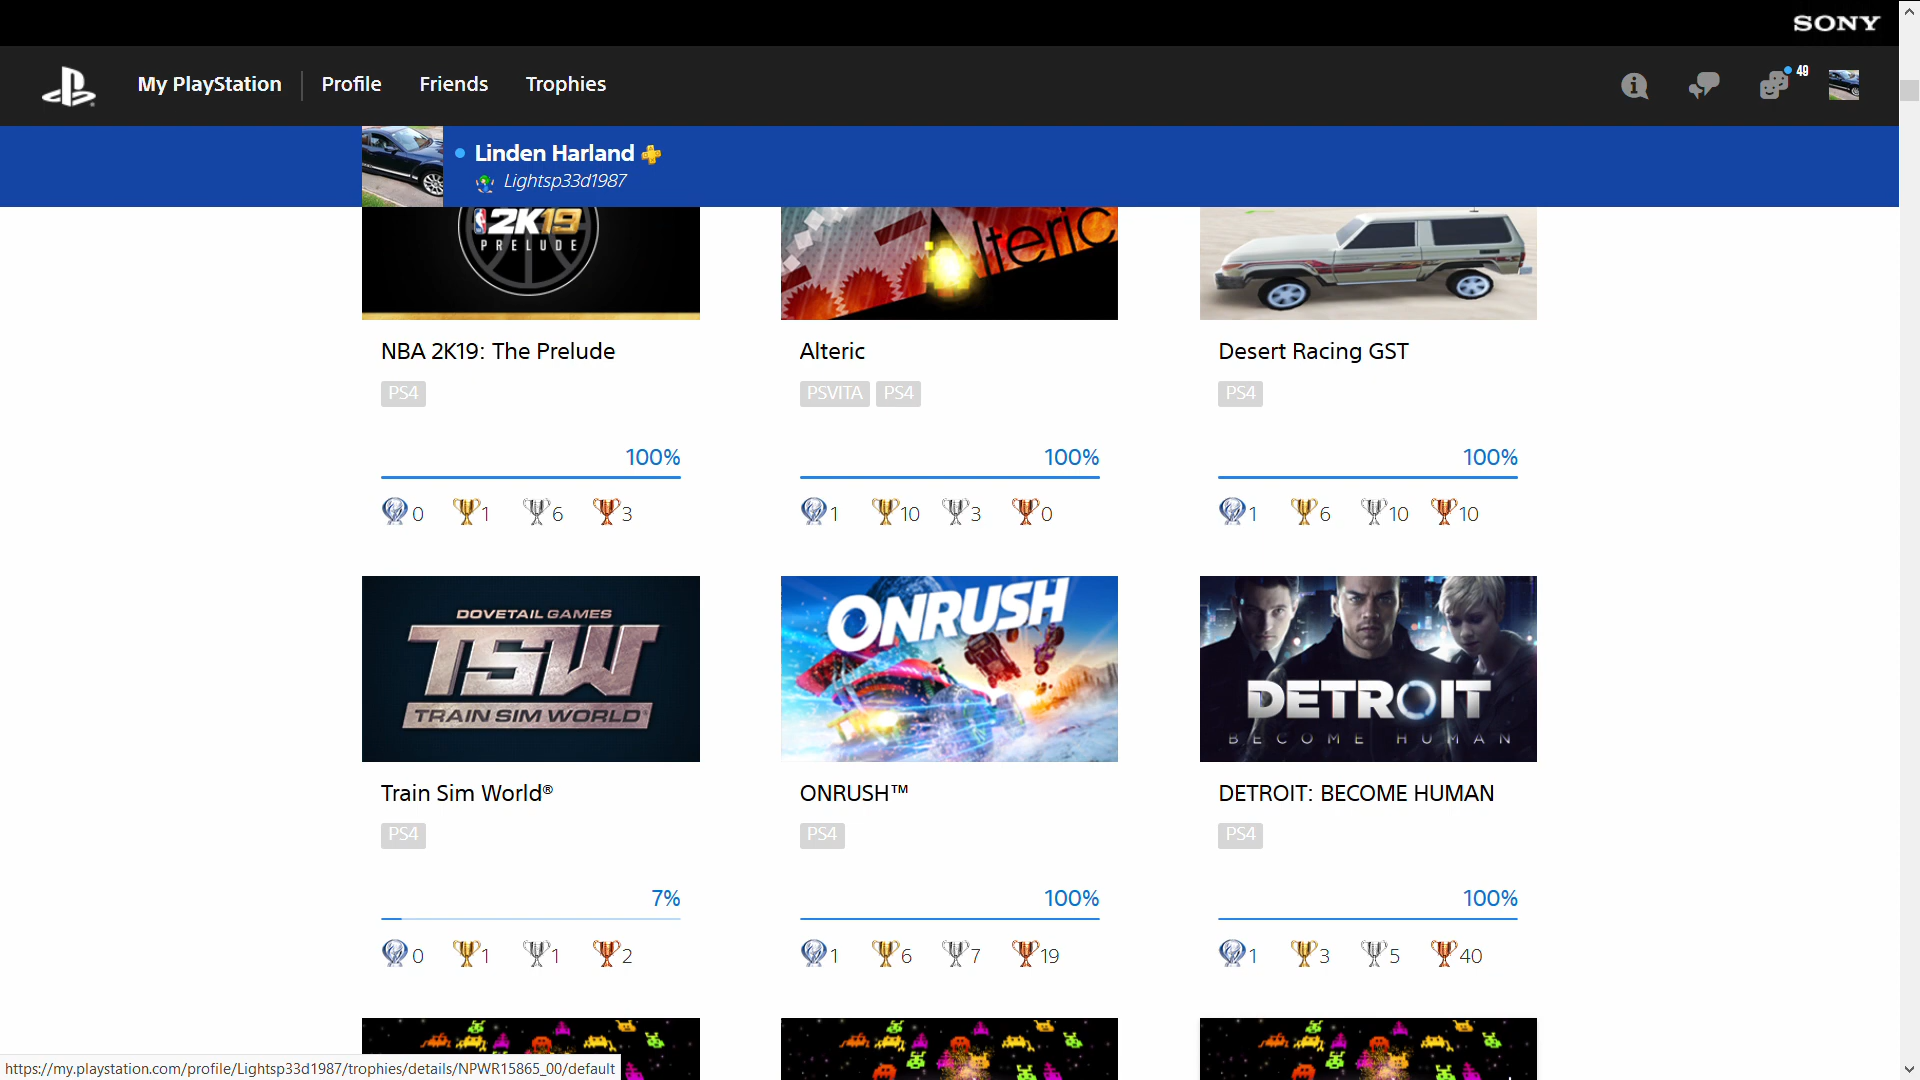 SONY
My PlayStation
Profile
Friends
Trophies
49
Linden Harland
Lightsp33d1987
2K19
PRELUDE
Alteric
NBA 2K19: The Prelude
Alteric
Desert Racing GST
PS4
PSVITA PS4
PS4
100%
100%
100%
0 1 6 3
1 10 3 0
1 6 10 10
DOVETAIL GAMES
TSW
TRAIN SIM WORLD
ONRUSH
DETROIT
BECOME HUMAN
Train Sim World®
ONRUSH™
DETROIT: BECOME HUMAN
PS4
PS4
PS4
7%
100%
100%
0 1 1 2
1 6 7 19
1 3 5 40
https://my.playstation.com/profile/Lightsp33d1987/trophies/details/NPWR15865_00/default